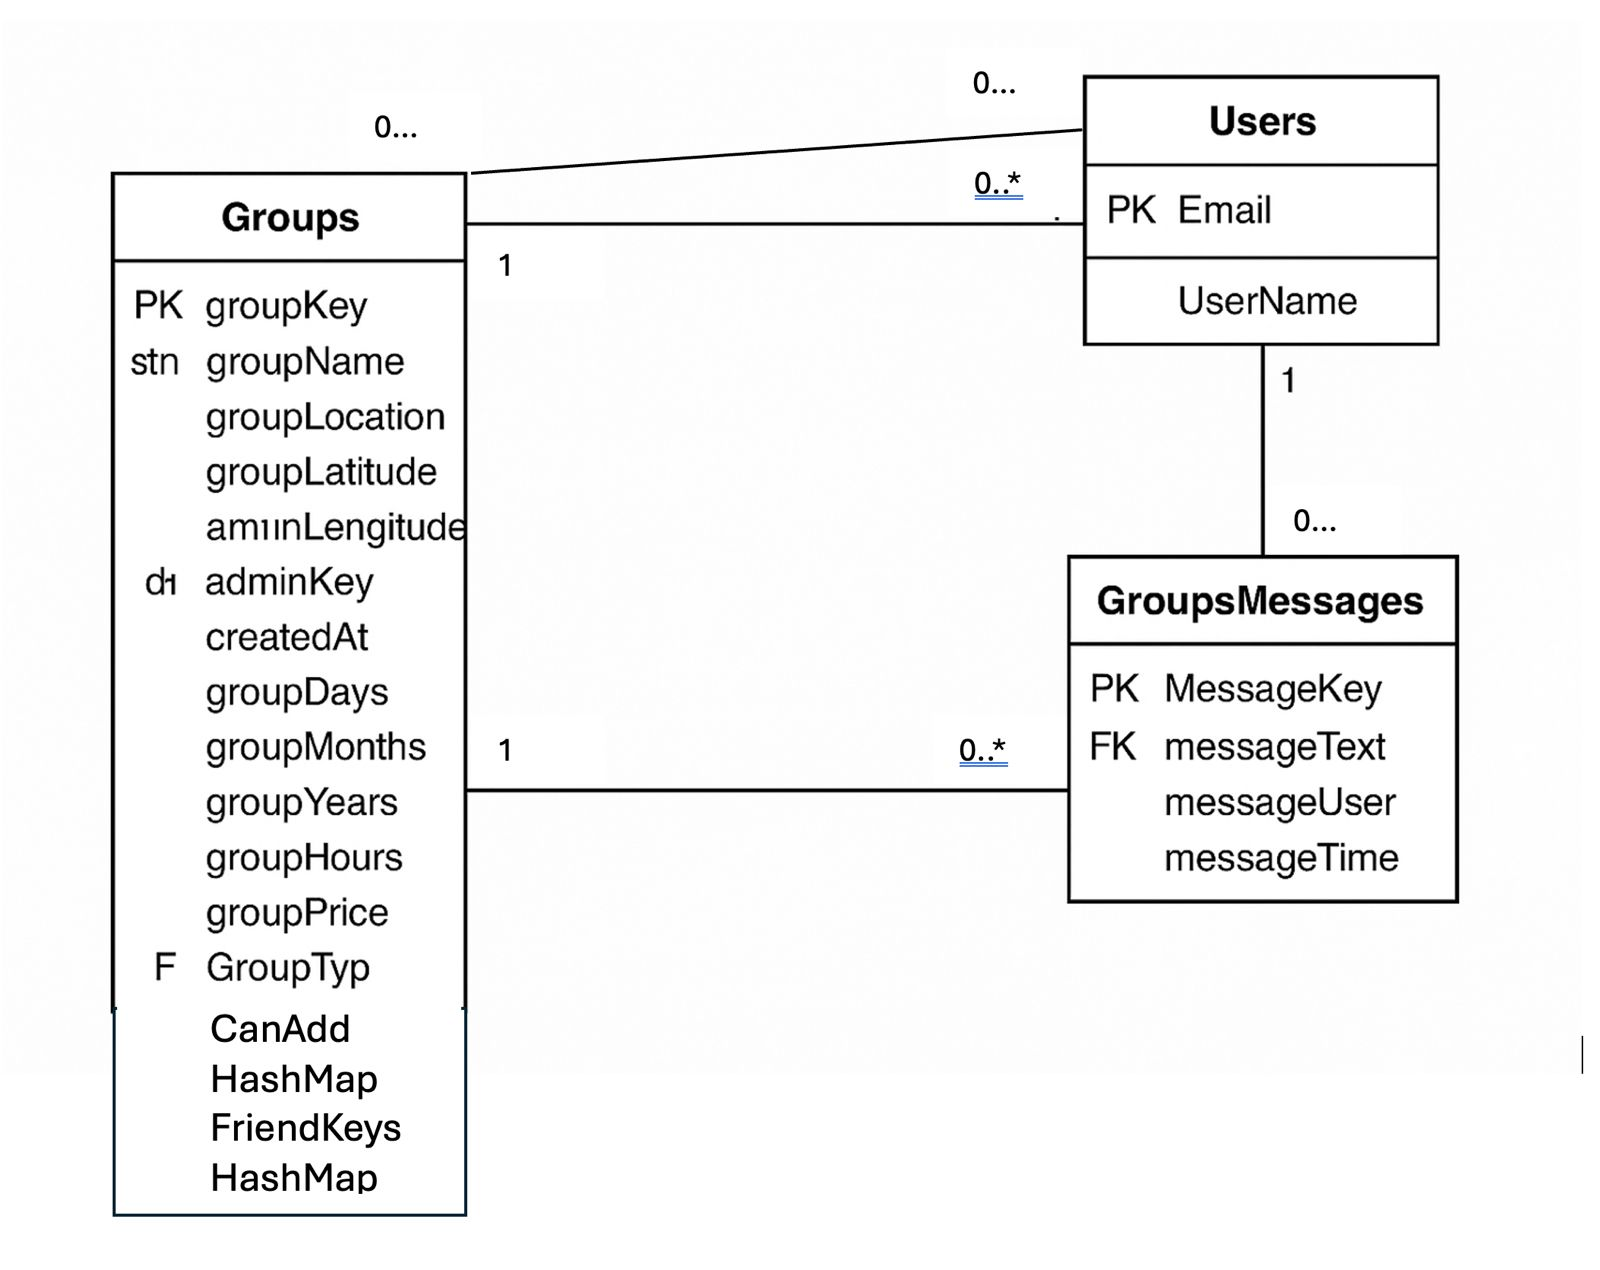 0...
0...
Users
0..*
PK Email
UserName
Groups
1
PK groupKey
stn groupName
groupLocation
groupLatitude
adminKey
createdAt
groupDays
groupMonths
groupYears
groupHours
groupPrice
F GroupTyp
CanAdd
HashMap
FriendKeys
HashMap
1
0...
GroupsMessages
PK MessageKey
FK messageText
messageUser
messageTime
1
0..*